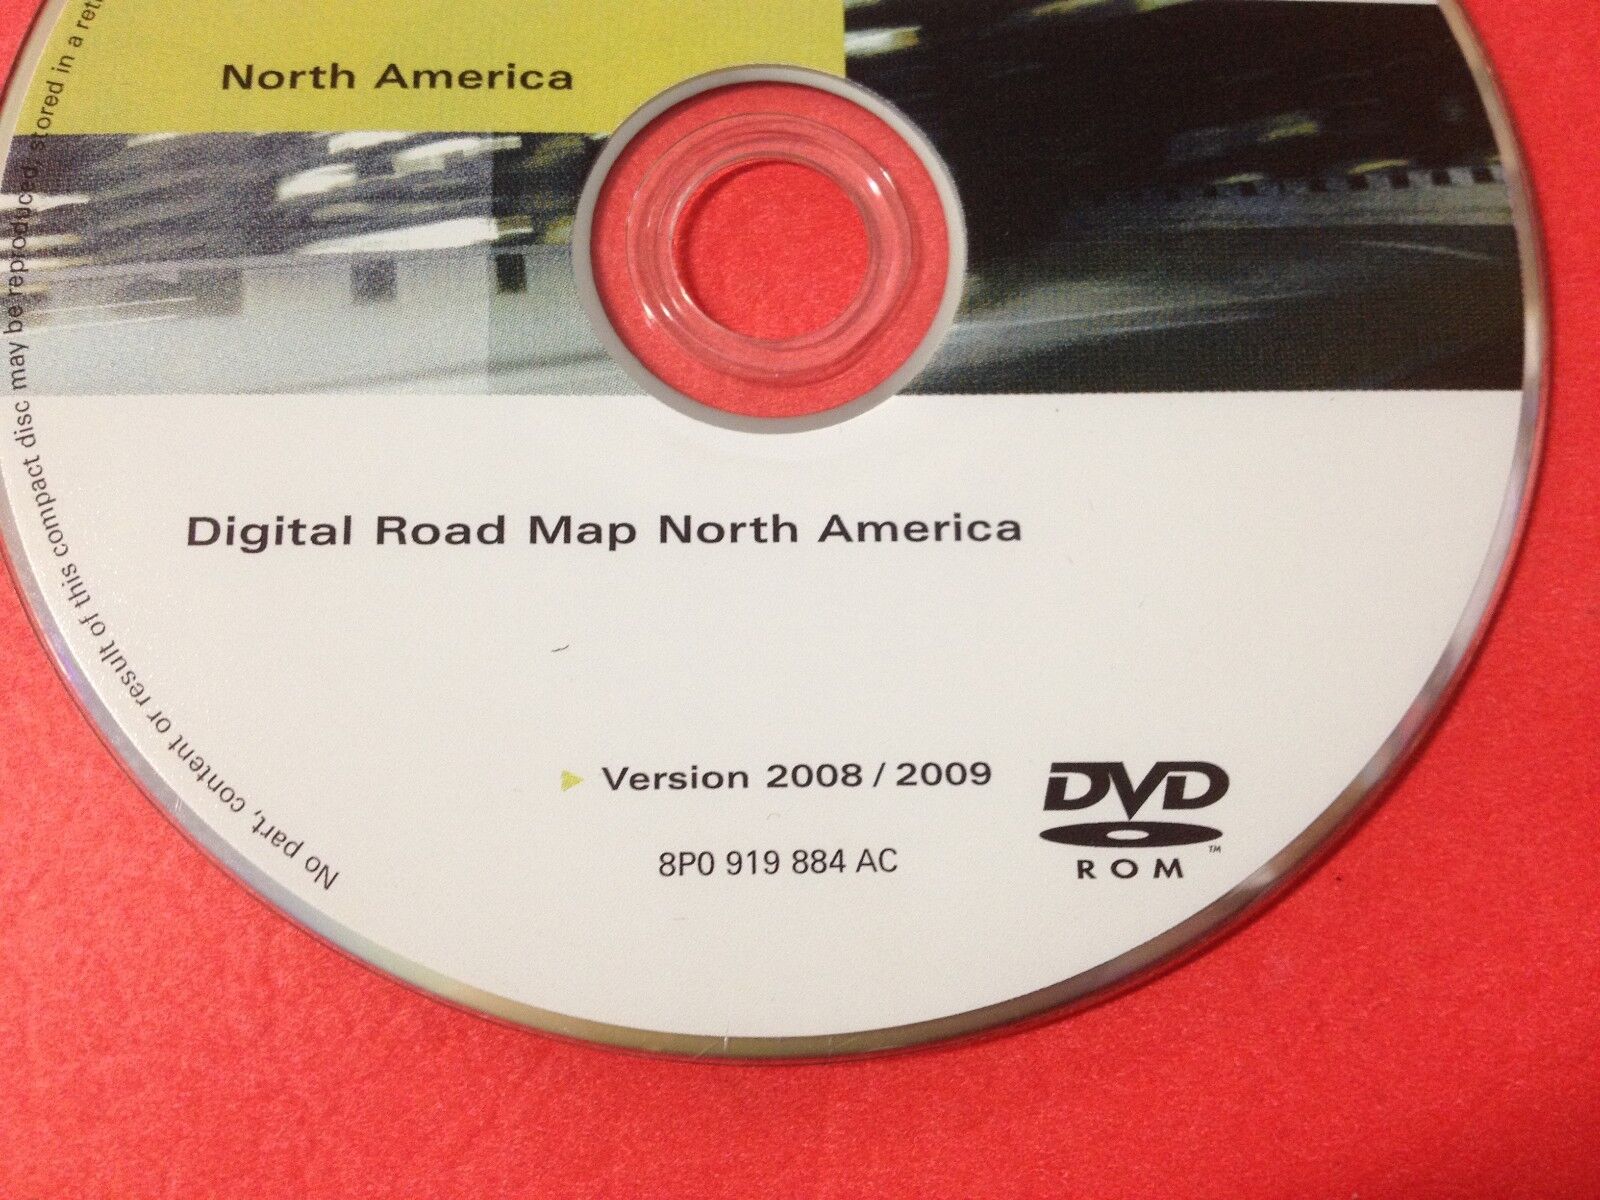 North America
Digital Road Map North America
Version 2008 / 2009
8P0 919 884 AC
DVD
ROM
TM
No part, content or result of this compact disc may be reproduced, stored in a